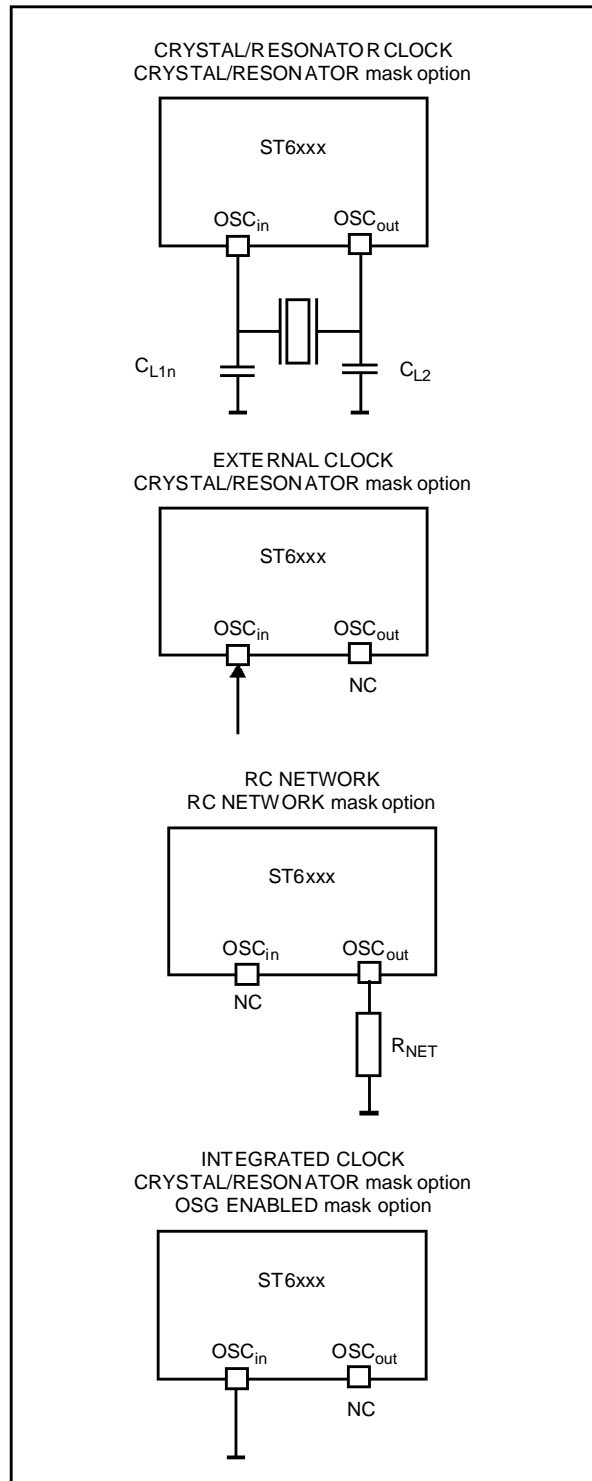 CRYSTAL/RESONATOR CLOCK
CRYSTAL/RESONATOR mask option
ST6xxx
OSCin OSCout
CL1n CL2
EXTERNAL CLOCK
CRYSTAL/RESONATOR mask option
ST6xxx
OSCin OSCout
NC
RC NETWORK
RC NETWORK mask option
ST6xxx
OSCin OSCout
NC
RNET
INTEGRATED CLOCK
CRYSTAL/RESONATOR mask option
OSG ENABLED mask option
ST6xxx
OSCin OSCout
NC